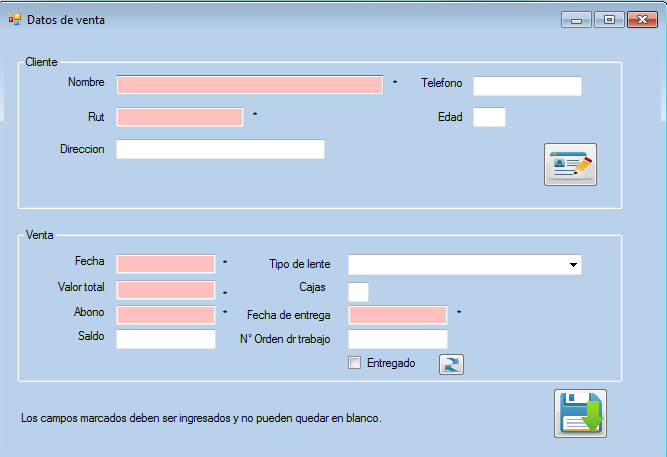 Datos de venta
Cliente
Nombre * Telefono
Rut * Edad
Direccion
Venta
Fecha * Tipo de lente
Valor total * Cajas
Abono * Fecha de entrega *
Saldo N° Orden dr trabajo
Entregado
Los campos marcados deben ser ingresados y no pueden quedar en blanco.